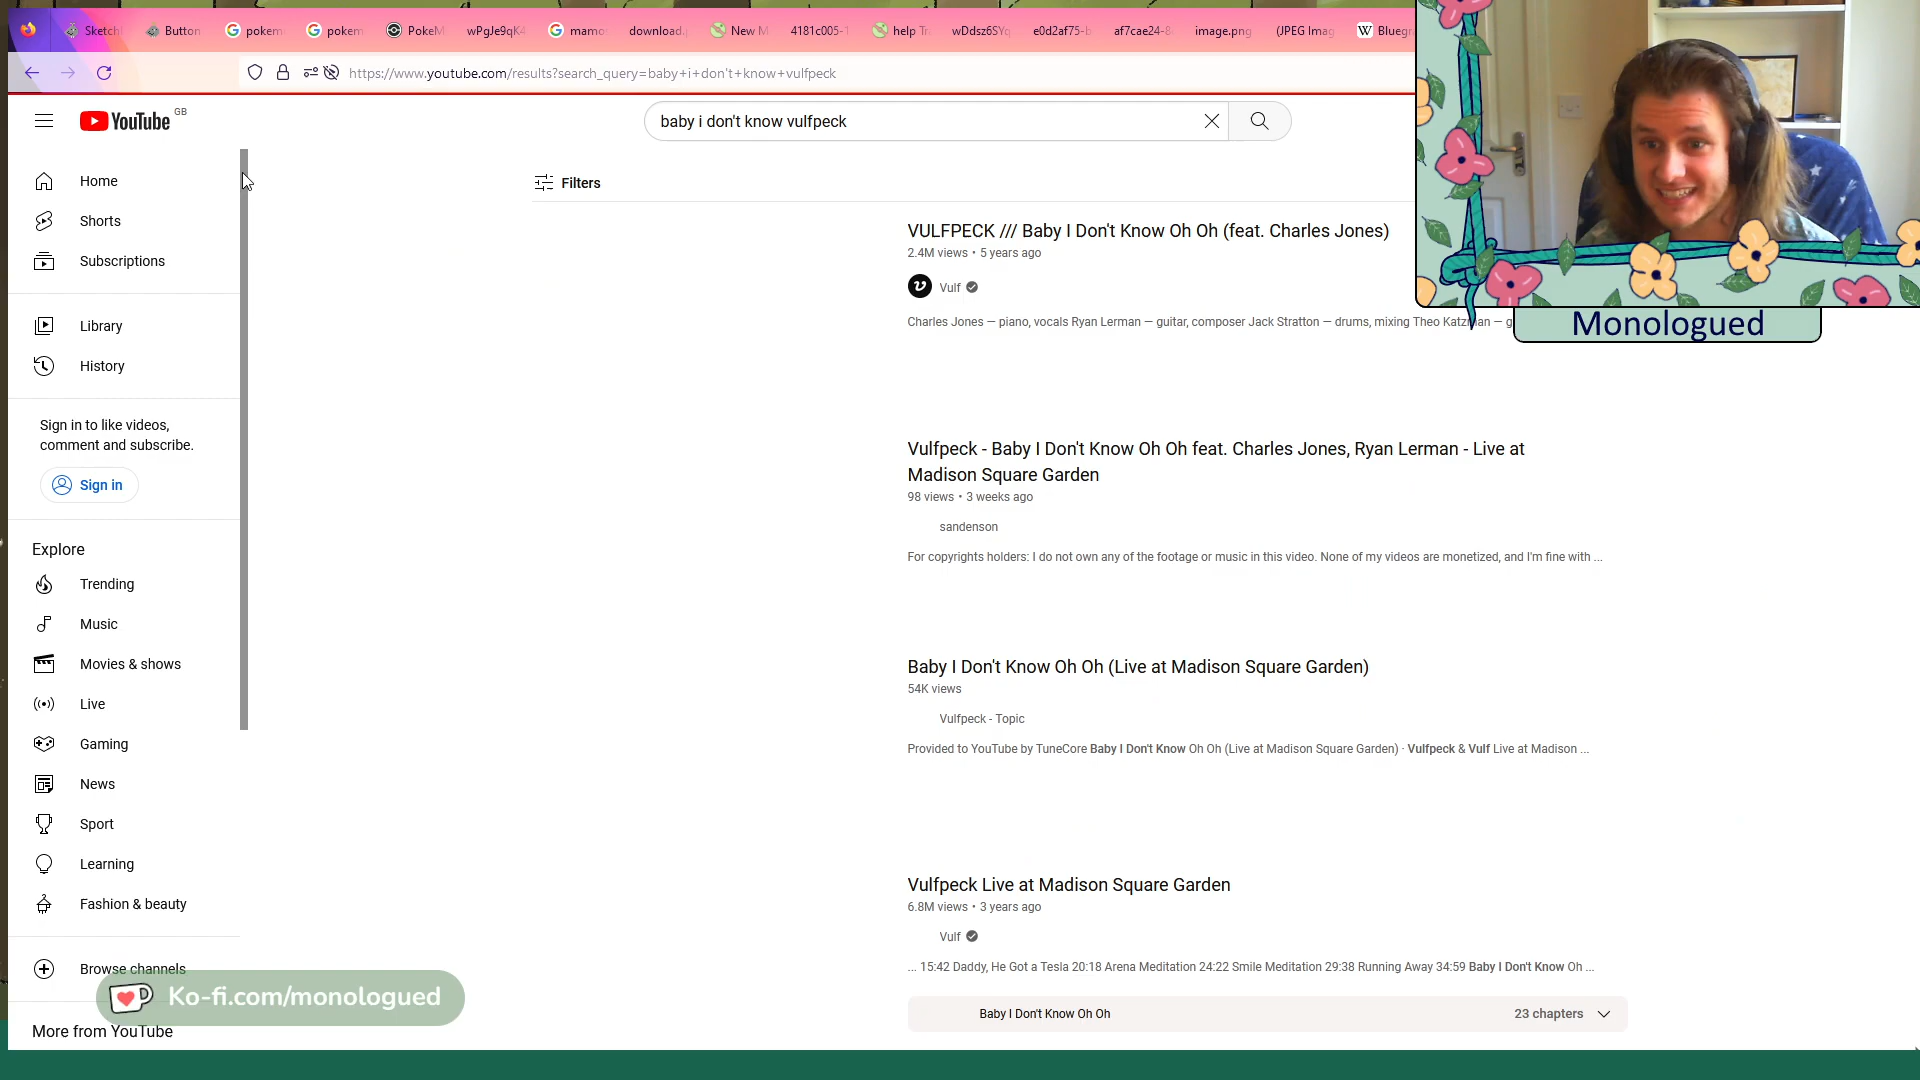 Sketch
Button
pokem
pokem
PokeM
wPgJe9qK4
mamo
download.
New M
4181c005-1
help Tr
wDdsz6SYq
e0d2af75-b
af7cae24-8
image.png
(JPEG Imag
Bluegr
https://www.youtube.com/results?search_query=baby+i+don't+know+vulfpeck
YouTube GB
baby i don't know vulfpeck
Home
Shorts
Subscriptions
Library
History
Sign in to like videos,
comment and subscribe.
Sign in
Explore
Trending
Music
Movies & shows
Live
Gaming
News
Sport
Learning
Fashion & beauty
Browse channels
Ko-fi.com/monologued
More from YouTube
Filters
VULFPECK /// Baby I Don't Know Oh Oh (feat. Charles Jones)
2.4M views • 5 years ago
Vulf
Charles Jones — piano, vocals Ryan Lerman — guitar, composer Jack Stratton — drums, mixing Theo Katzman — g
Vulfpeck - Baby I Don't Know Oh Oh feat. Charles Jones, Ryan Lerman - Live at
Madison Square Garden
98 views • 3 weeks ago
sandenson
For copyrights holders: I do not own any of the footage or music in this video. None of my videos are monetized, and I'm fine with ...
Baby I Don't Know Oh Oh (Live at Madison Square Garden)
54K views
Vulfpeck - Topic
Provided to YouTube by TuneCore Baby I Don't Know Oh Oh (Live at Madison Square Garden) · Vulfpeck & Vulf Live at Madison ...
Vulfpeck Live at Madison Square Garden
6.8M views • 3 years ago
Vulf
... 15:42 Daddy, He Got a Tesla 20:18 Arena Meditation 24:22 Smile Meditation 29:38 Running Away 34:59 Baby I Don't Know Oh ...
Baby I Don't Know Oh Oh
23 chapters
Monologued